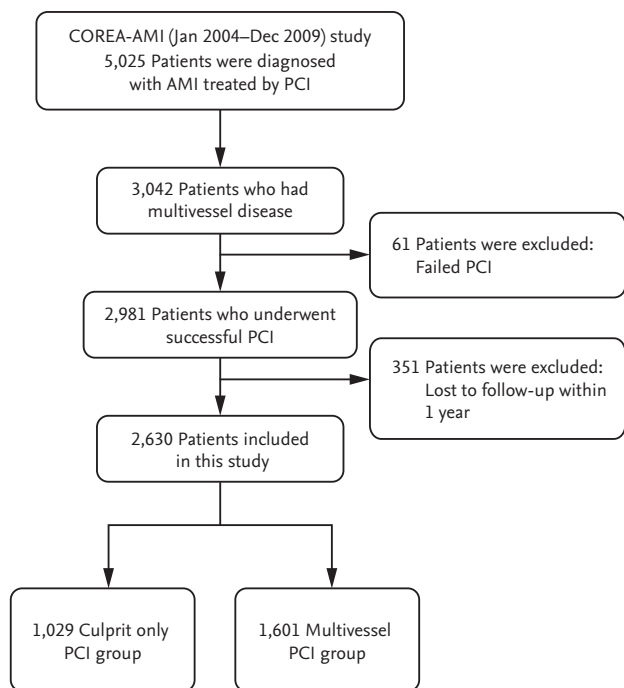 COREA-AMI (Jan 2004–Dec 2009) study
5,025 Patients were diagnosed
with AMI treated by PCI
3,042 Patients who had
multivessel disease
61 Patients were excluded:
Failed PCI
2,981 Patients who underwent
successful PCI
351 Patients were excluded:
Lost to follow-up within
1 year
2,630 Patients included
in this study
1,029 Culprit only
PCI group
1,601 Multivessel
PCI group